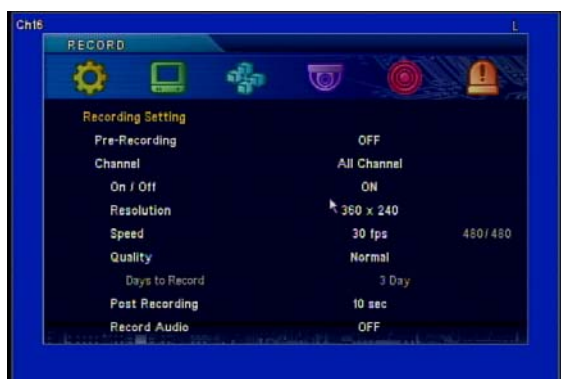 Ch16
L
RECORD
Recording Setting
Pre-Recording OFF
Channel All Channel
On / Off ON
Resolution 360 x 240
Speed 30 fps 480/480
Quality Normal
Days to Record 3 Day
Post Recording 10 sec
Record Audio OFF